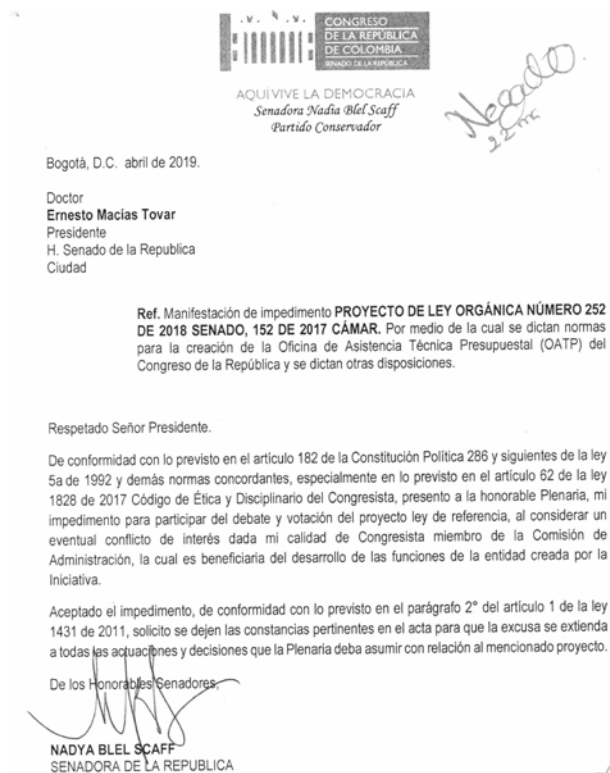 CONGRESO
DE LA REPÚBLICA
DE COLOMBIA
SENADO DE LA REPÚBLICA
AQUÍ VIVE LA DEMOCRACIA
Senadora Nadia Blel Scaff
Partido Conservador
Negado
Bogotá, D.C. abril de 2019.
Doctor
Ernesto Macías Tovar
Presidente
H. Senado de la Republica
Ciudad
Ref. Manifestación de impedimento PROYECTO DE LEY ORGÁNICA NÚMERO 252
DE 2018 SENADO, 152 DE 2017 CÁMAR. Por medio de la cual se dictan normas
para la creación de la Oficina de Asistencia Técnica Presupuestal (OATP) del
Congreso de la República y se dictan otras disposiciones.
Respetado Señor Presidente.
De conformidad con lo previsto en el artículo 182 de la Constitución Política 286 y siguientes de la ley
5a de 1992 y demás normas concordantes, especialmente en lo previsto en el artículo 62 de la ley
1828 de 2017 Código de Ética y Disciplinario del Congresista, presento a la honorable Plenaria, mi
impedimento para participar del debate y votación del proyecto ley de referencia, al considerar un
eventual conflicto de interés dada mi calidad de Congresista miembro de la Comisión de
Administración, la cual es beneficiaria del desarrollo de las funciones de la entidad creada por la
Iniciativa.
Aceptado el impedimento, de conformidad con lo previsto en el parágrafo 2° del artículo 1 de la ley
1431 de 2011, solicito se dejen las constancias pertinentes en el acta para que la excusa se extienda
a todas las actuaciones y decisiones que la Plenaria deba asumir con relación al mencionado proyecto.
De los Honorables Senadores,
NADYA BLEL SCAFF
SENADORA DE LA REPUBLICA